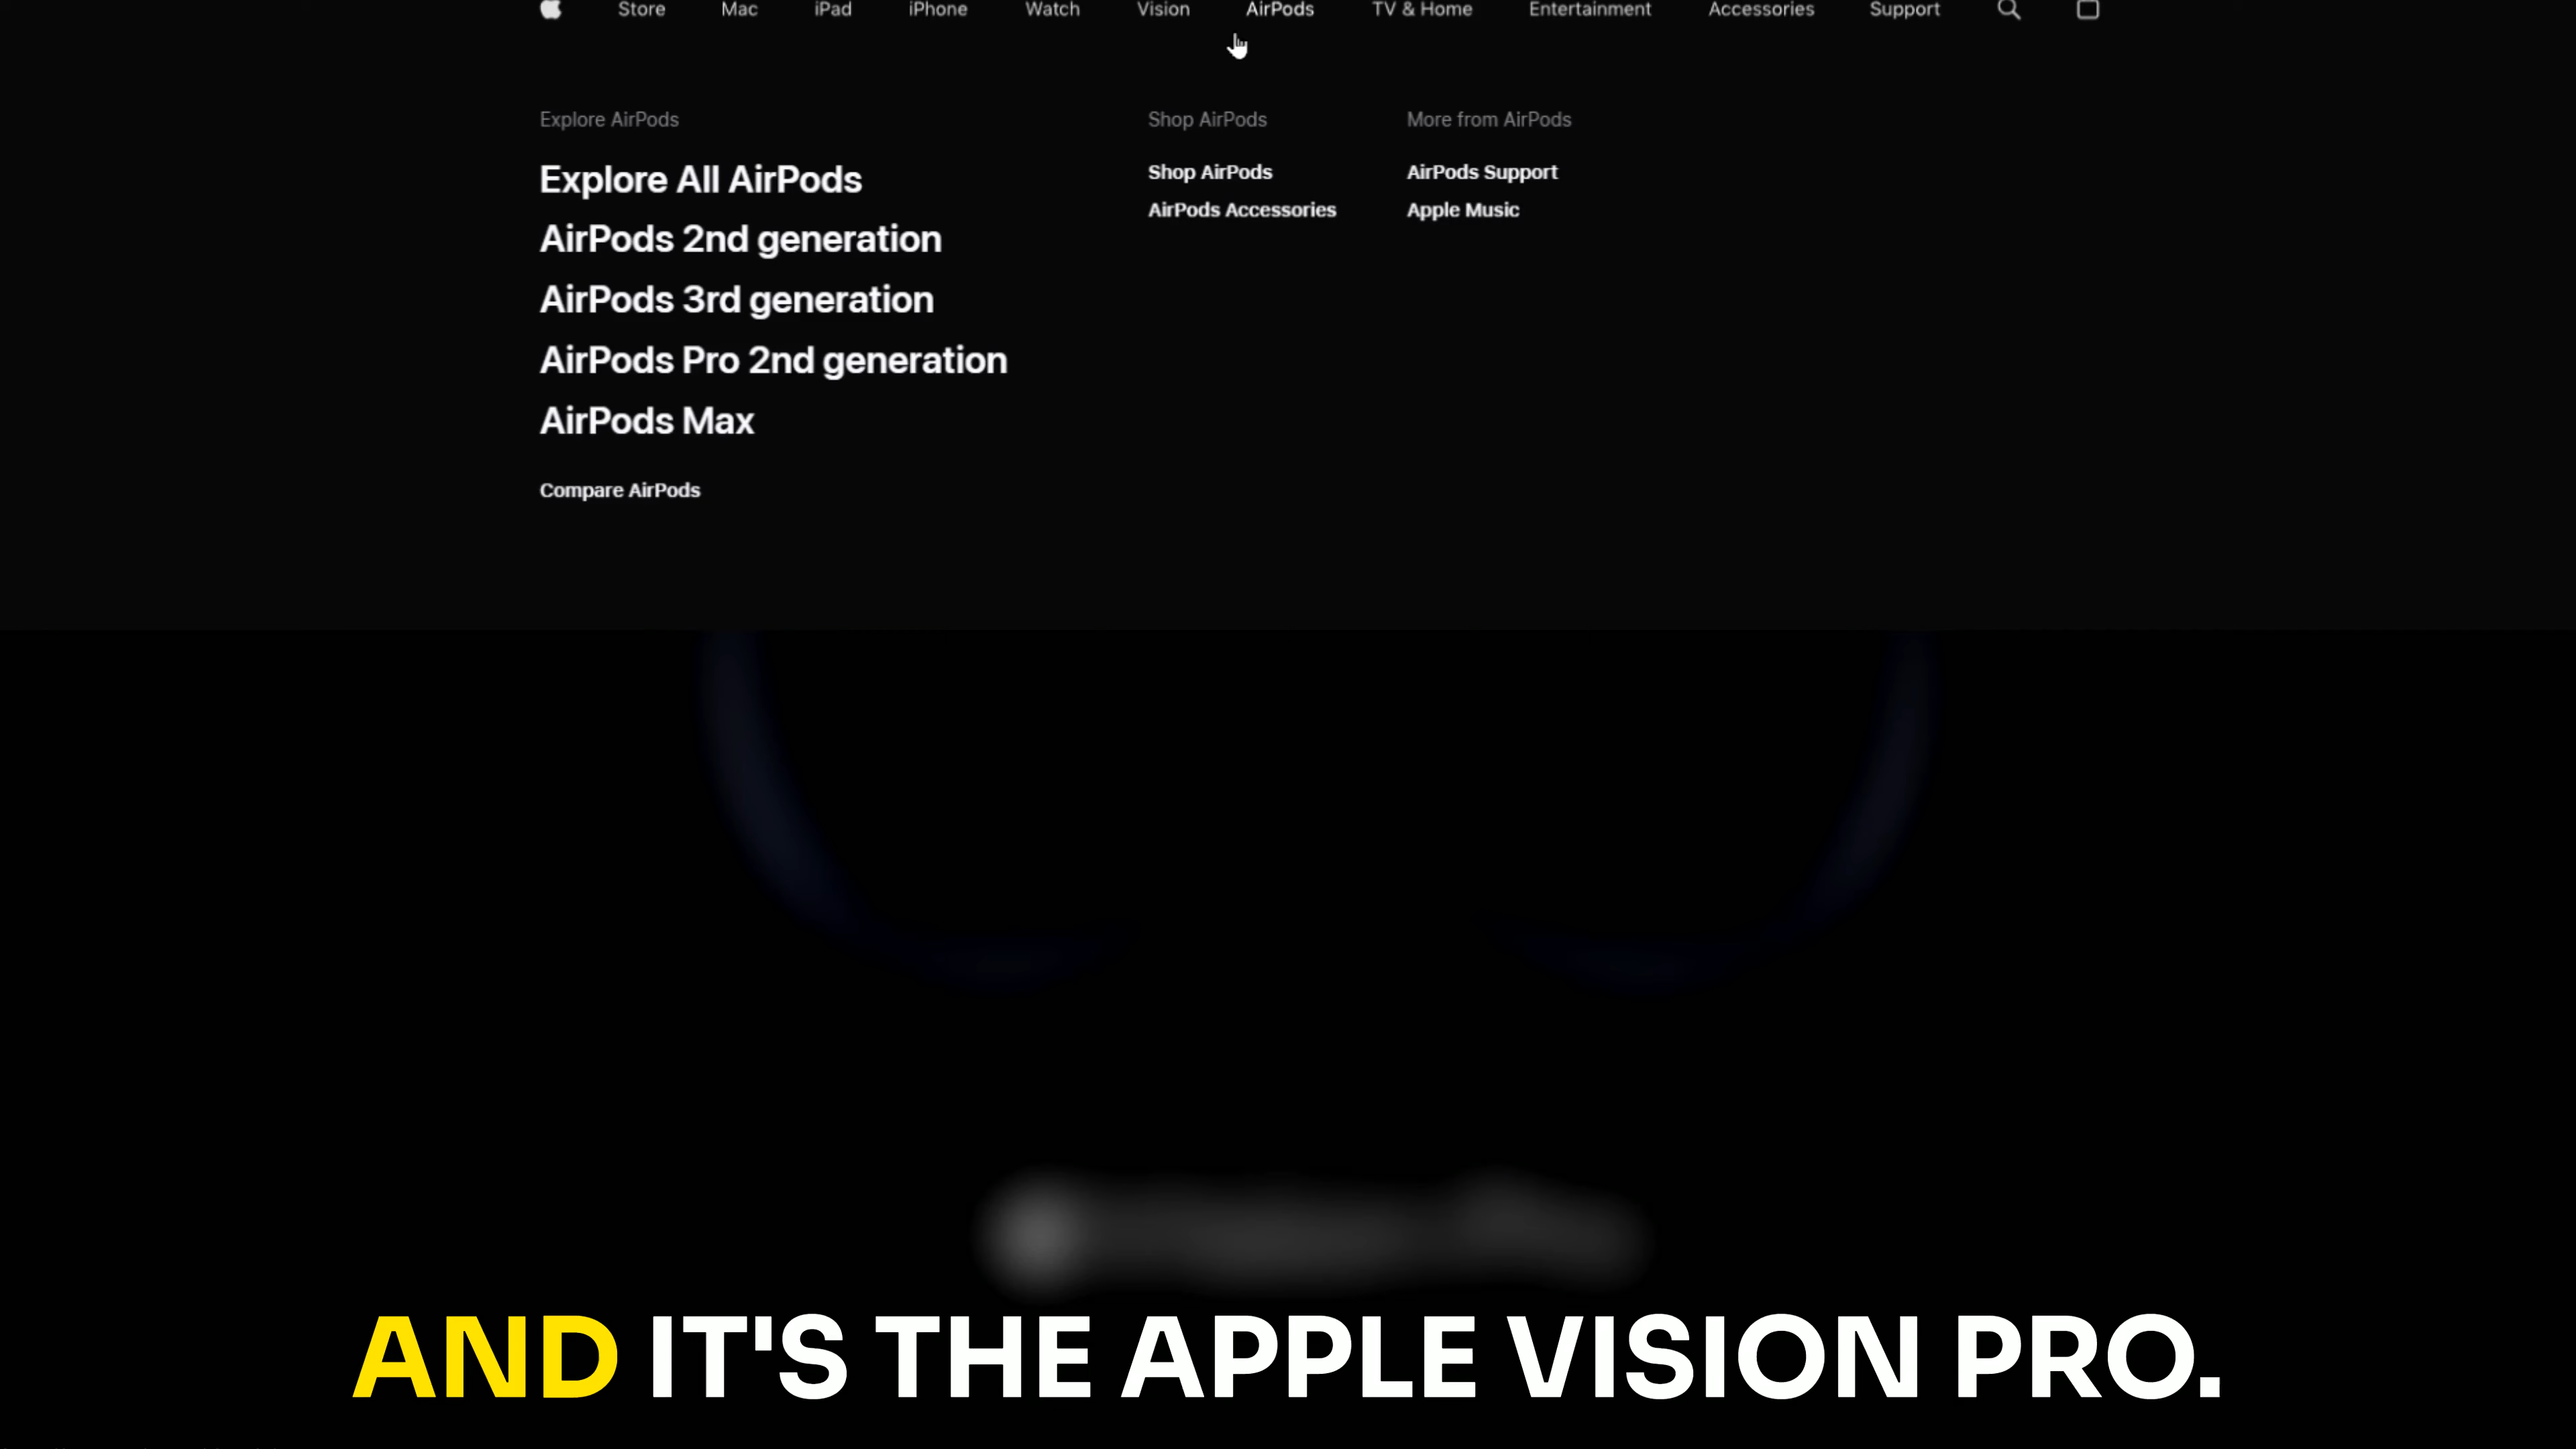 Store Mac iPad iPhone Watch Vision AirPods TV & Home Entertainment Accessories Support
Explore AirPods
Explore All AirPods
AirPods 2nd generation
AirPods 3rd generation
AirPods Pro 2nd generation
AirPods Max
Compare AirPods
Shop AirPods
Shop AirPods
AirPods Accessories
More from AirPods
AirPods Support
Apple Music
AND IT'S THE APPLE VISION PRO.